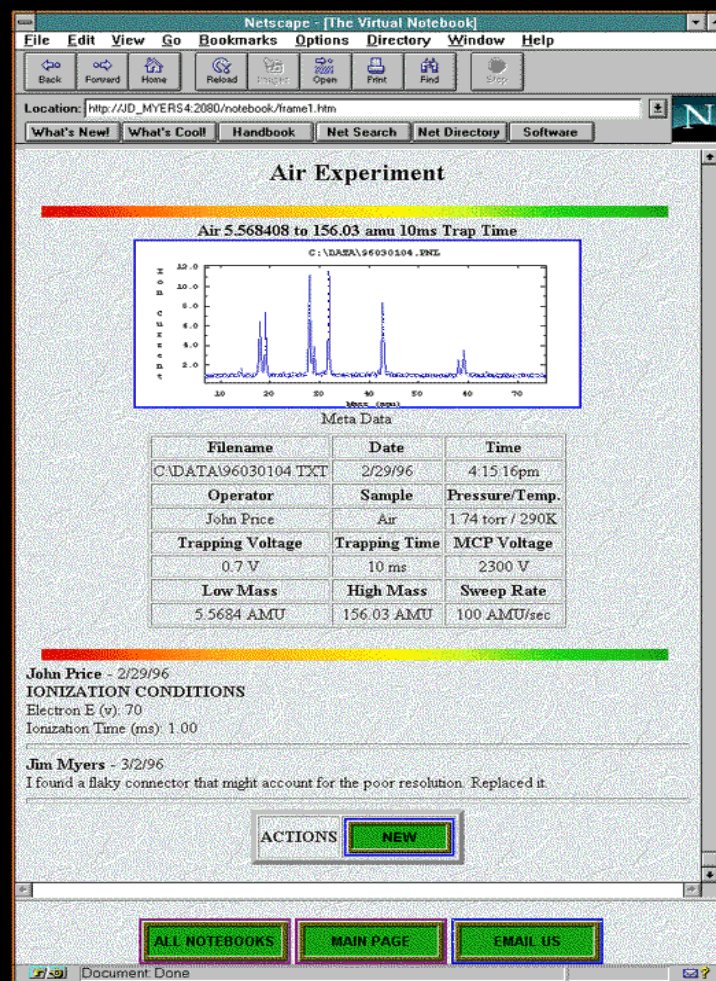 Netscape - [The Virtual Notebook]
File Edit View Go Bookmarks Options Directory Window Help
Back Forward Home Reload Images Open Print Find Stop
Location: http://JD_MYERS4:2080/notebook/frame1.htm
N
What's New! What's Cool! Handbook Net Search Net Directory Software
Air Experiment
Air 5.568408 to 156.03 amu 10ms Trap Time
C:\DATA\96030104.PNL
12.0
10.0
6.0
4.0
2.0
10 20 30 40 50 60 70
Mass (amu)
Meta Data
Filename Date Time
C:\DATA\96030104.TXT 2/29/96 4:15:16pm
Operator Sample Pressure/Temp.
John Price Air 1.74 torr / 290K
Trapping Voltage Trapping Time MCP Voltage
0.7 V 10 ms 2300 V
Low Mass High Mass Sweep Rate
5.5684 AMU 156.03 AMU 100 AMU/sec
John Price - 2/29/96
IONIZATION CONDITIONS
Electron E (v): 70
Ionization Time (ms): 1.00
Jim Myers - 3/2/96
I found a flaky connector that might account for the poor resolution. Replaced it.
ACTIONS NEW
ALL NOTEBOOKS MAIN PAGE EMAIL US
Document: Done